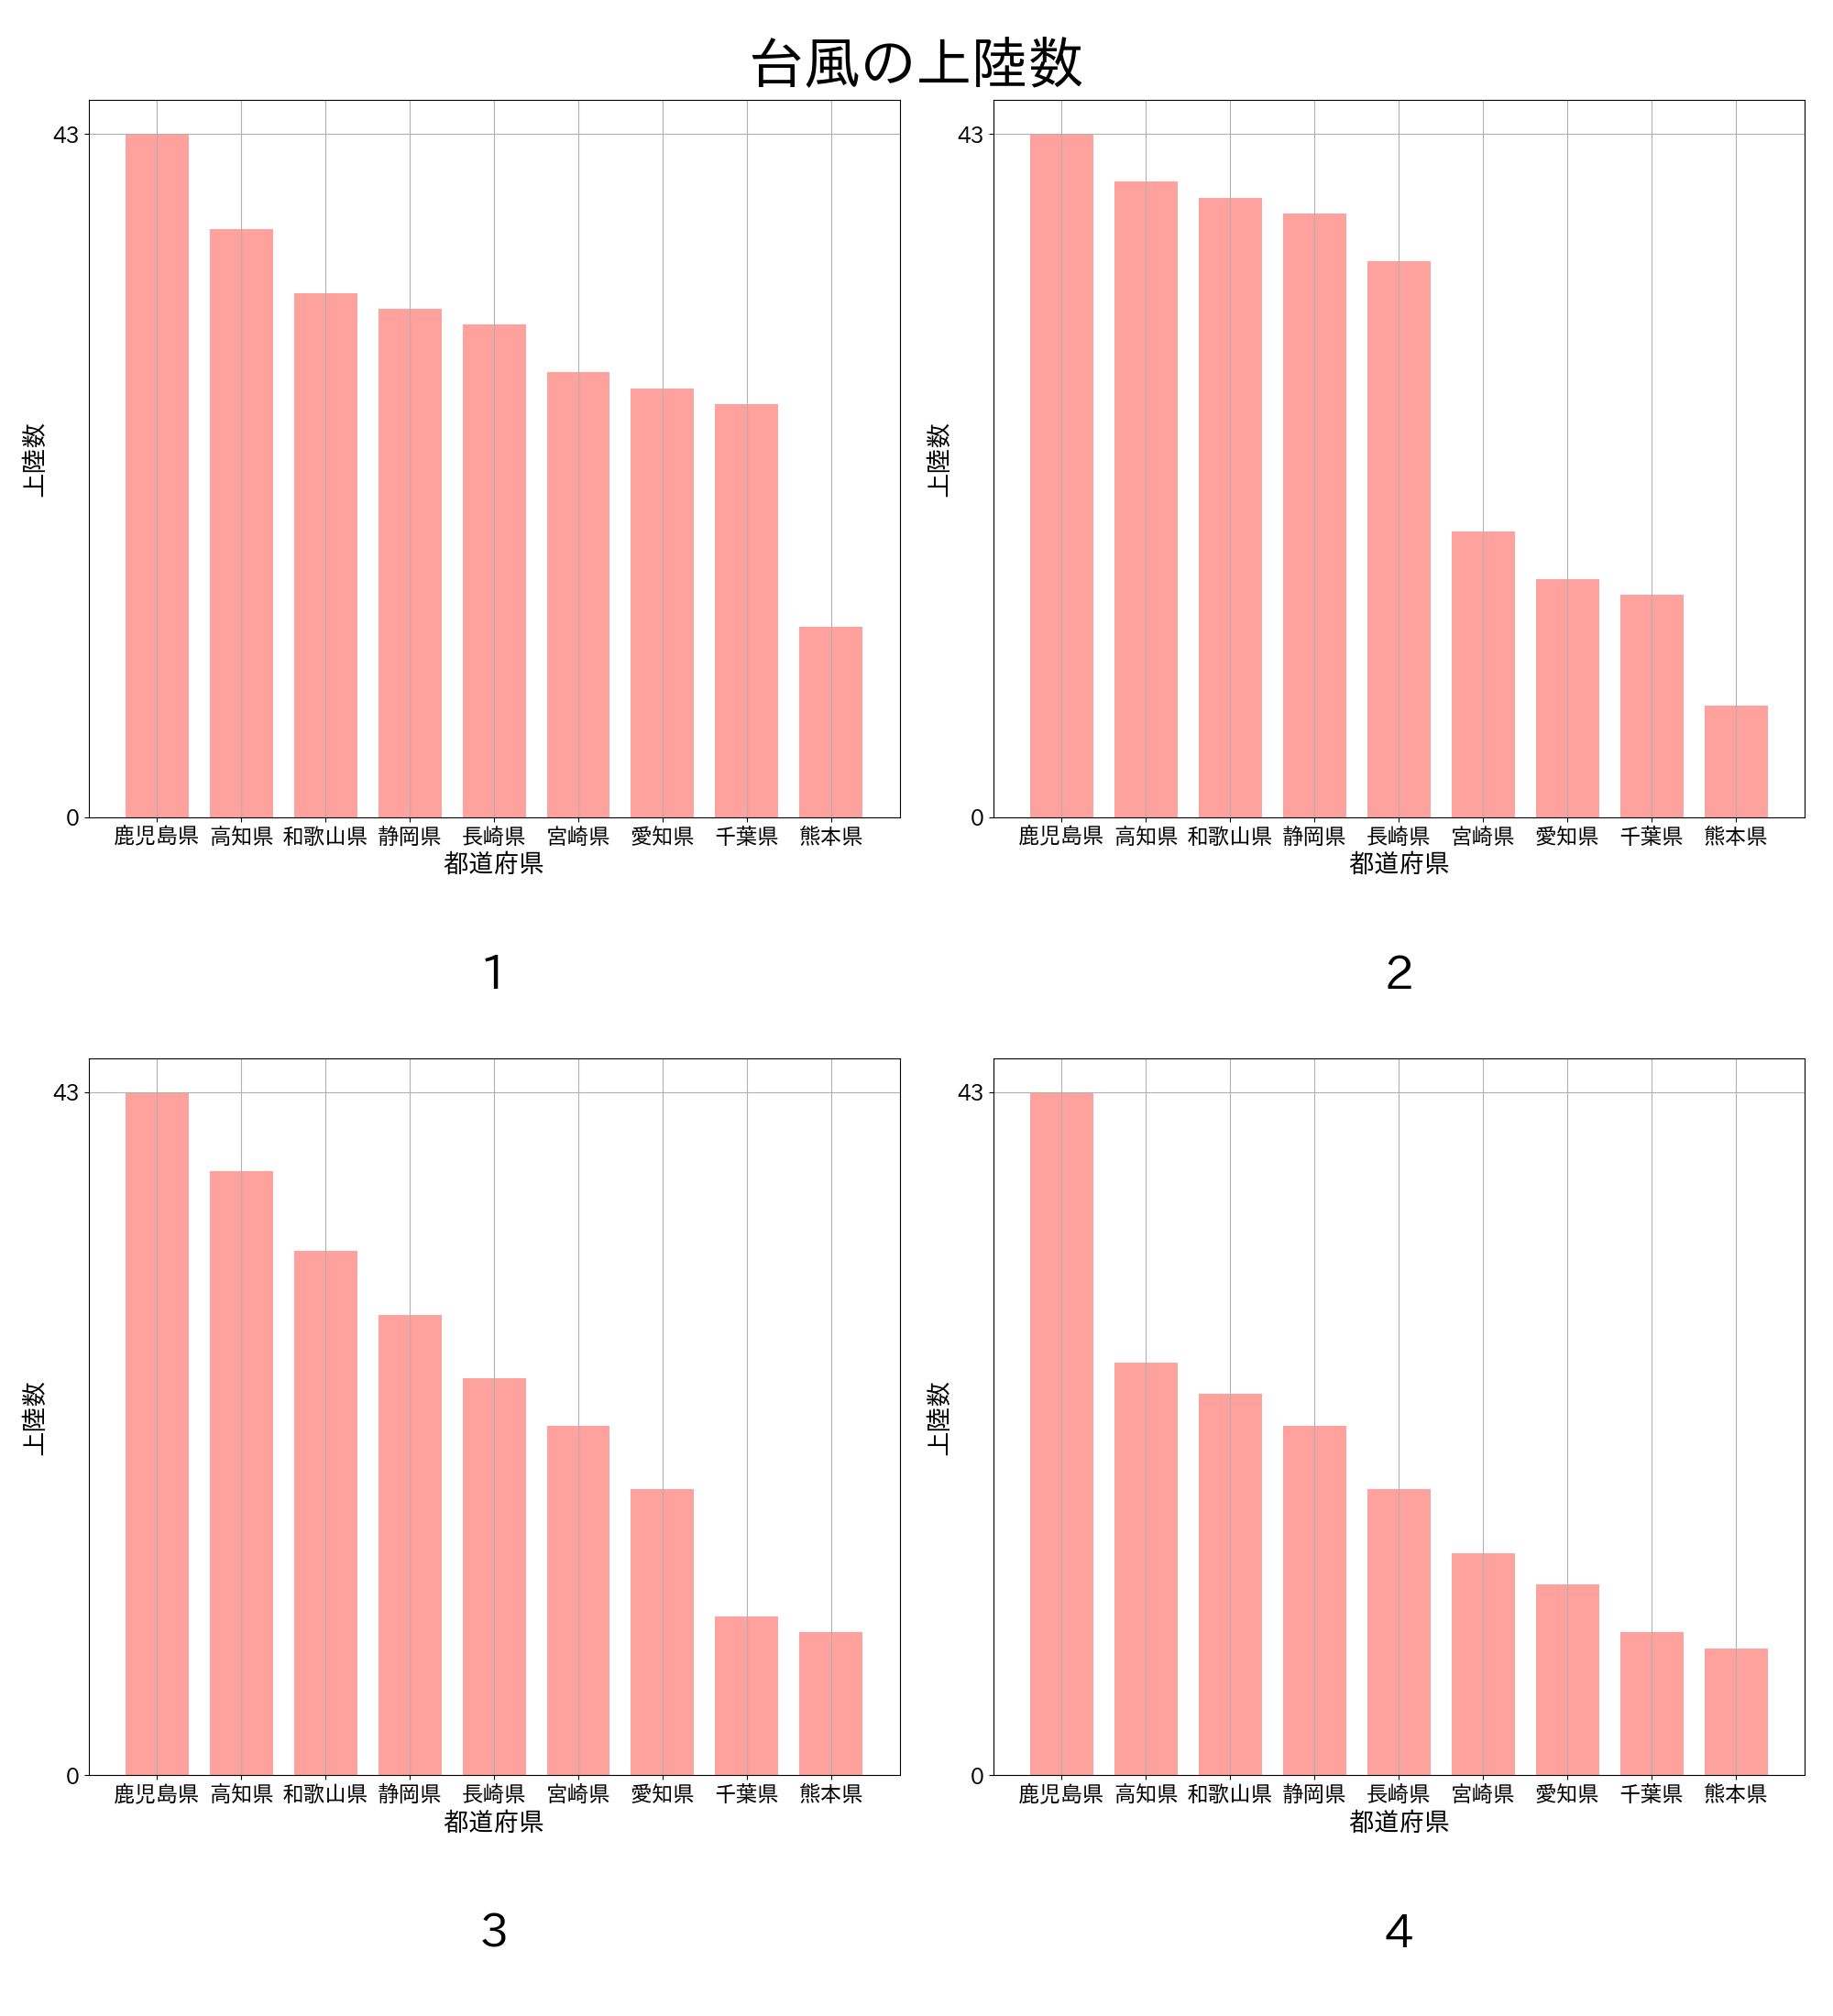 台風の上陸数
43
上陸数
0
鹿児島県 高知県 和歌山県 静岡県 長崎県 宮崎県 愛知県 千葉県 熊本県
都道府県
1
43
上陸数
0
鹿児島県 高知県 和歌山県 静岡県 長崎県 宮崎県 愛知県 千葉県 熊本県
都道府県
2
43
上陸数
0
鹿児島県 高知県 和歌山県 静岡県 長崎県 宮崎県 愛知県 千葉県 熊本県
都道府県
3
43
上陸数
0
鹿児島県 高知県 和歌山県 静岡県 長崎県 宮崎県 愛知県 千葉県 熊本県
都道府県
4